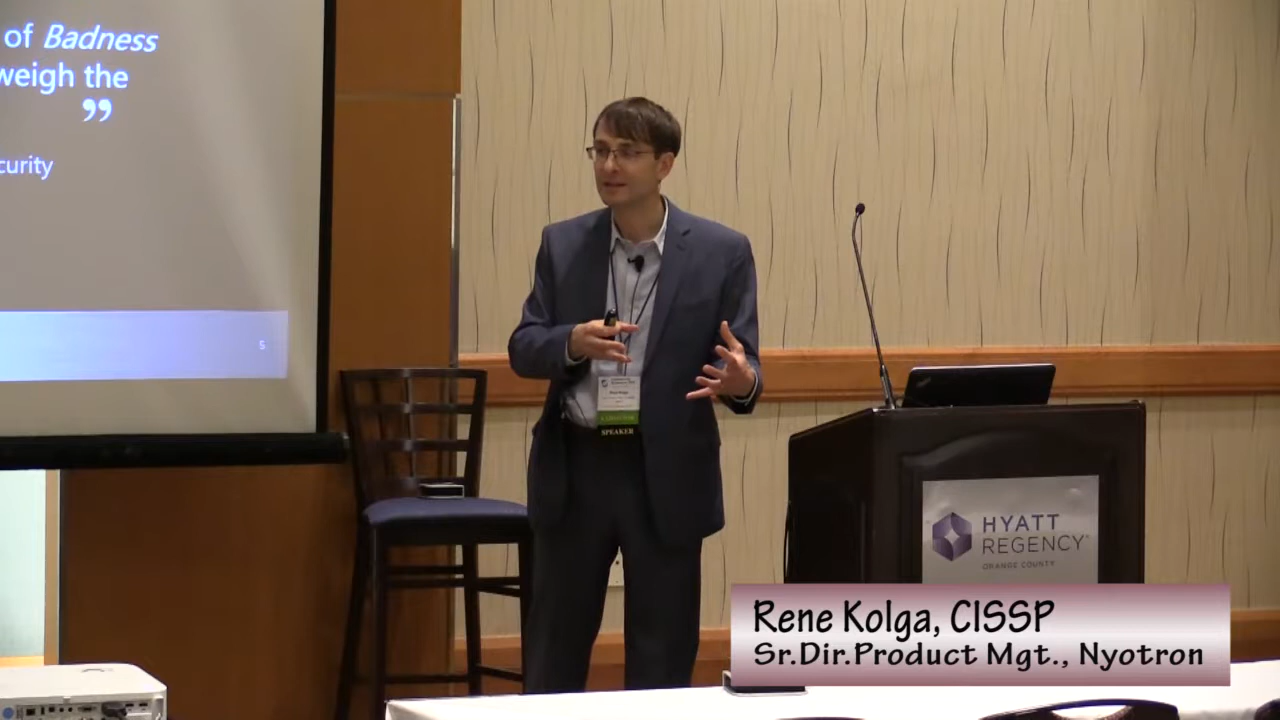 of Badness
weigh the
”
curity
5
SPEAKER
HYATT
REGENCY
ORANGE COUNTY
Rene Kolga, CISSP
Sr.Dir.Product Mgt., Nyotron